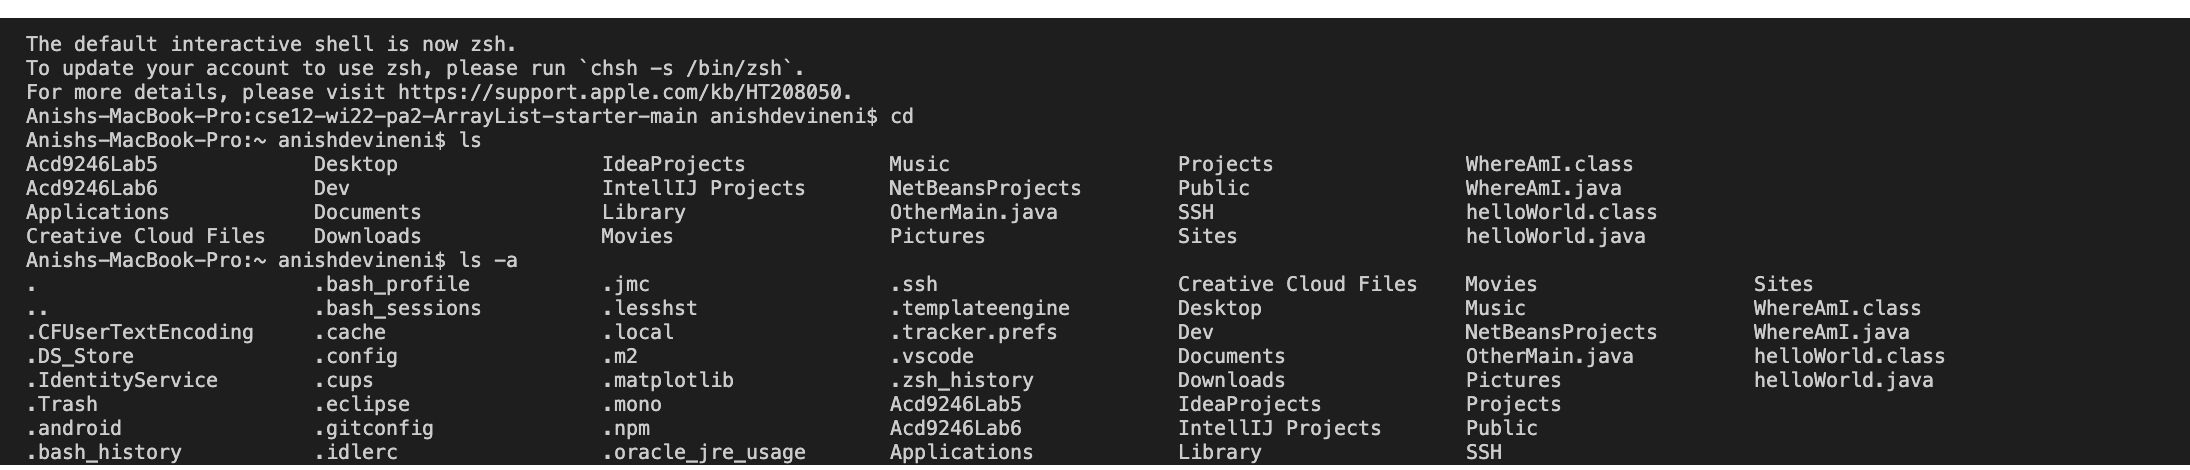 The default interactive shell is now zsh.
To update your account to use zsh, please run `chsh -s /bin/zsh`.
For more details, please visit https://support.apple.com/kb/HT208050.
Anishs-MacBook-Pro:cse12-wi22-pa2-ArrayList-starter-main anishdevineni$ cd
Anishs-MacBook-Pro:~ anishdevineni$ ls
Acd9246Lab5 Desktop IdeaProjects Music Projects WhereAmI.class
Acd9246Lab6 Dev IntellIJ Projects NetBeansProjects Public WhereAmI.java
Applications Documents Library OtherMain.java SSH helloWorld.class
Creative Cloud Files Downloads Movies Pictures Sites helloWorld.java
Anishs-MacBook-Pro:~ anishdevineni$ ls -a
. .bash_profile .jmc .ssh Creative Cloud Files Movies Sites
.. .bash_sessions .lesshst .templateengine Desktop Music WhereAmI.class
.CFUserTextEncoding .cache .local .tracker.prefs Dev NetBeansProjects WhereAmI.java
.DS_Store .config .m2 .vscode Documents OtherMain.java helloWorld.class
.IdentityService .cups .matplotlib .zsh_history Downloads Pictures helloWorld.java
.Trash .eclipse .mono Acd9246Lab5 IdeaProjects Projects
.android .gitconfig .npm Acd9246Lab6 IntellIJ Projects Public
.bash_history .idlerc .oracle_jre_usage Applications Library SSH